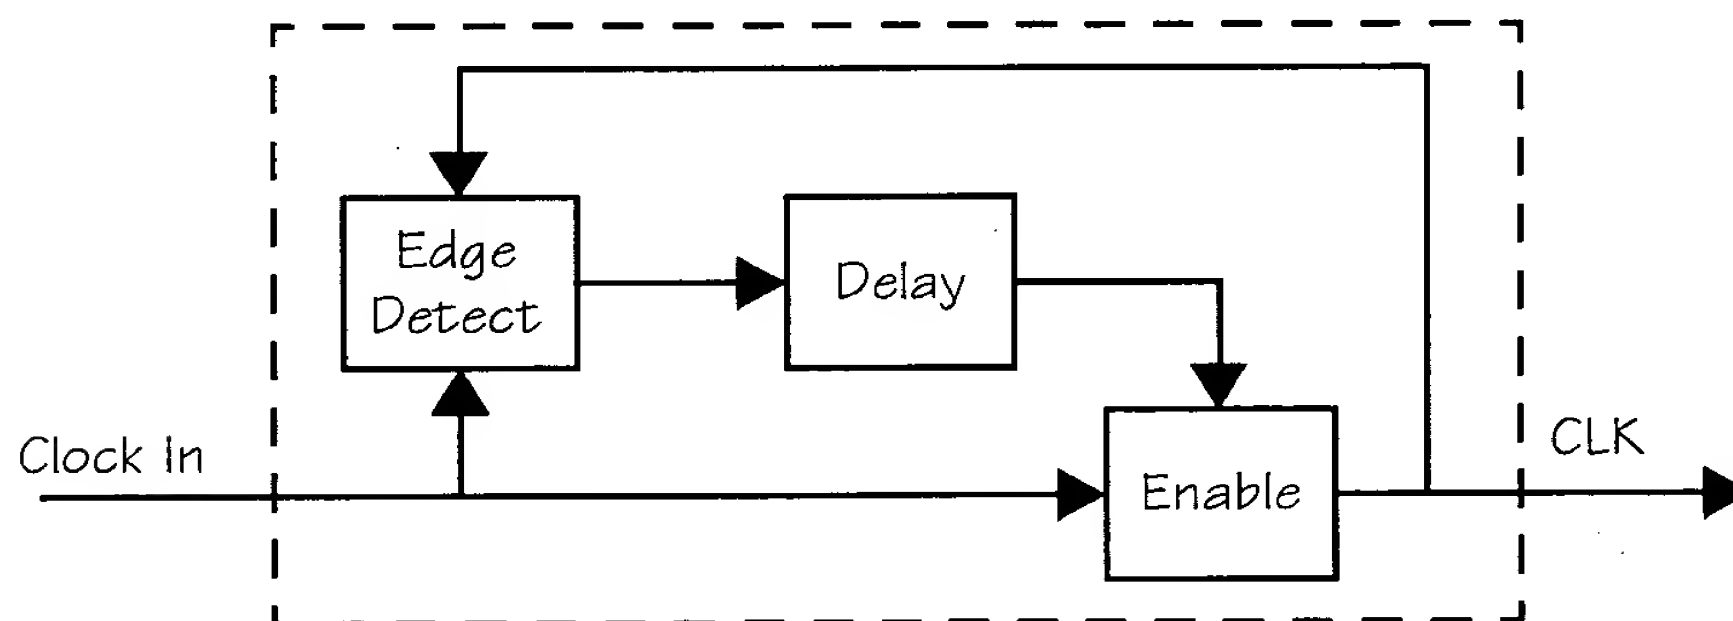 Edge
Detect
Delay
Clock In
Enable
CLK